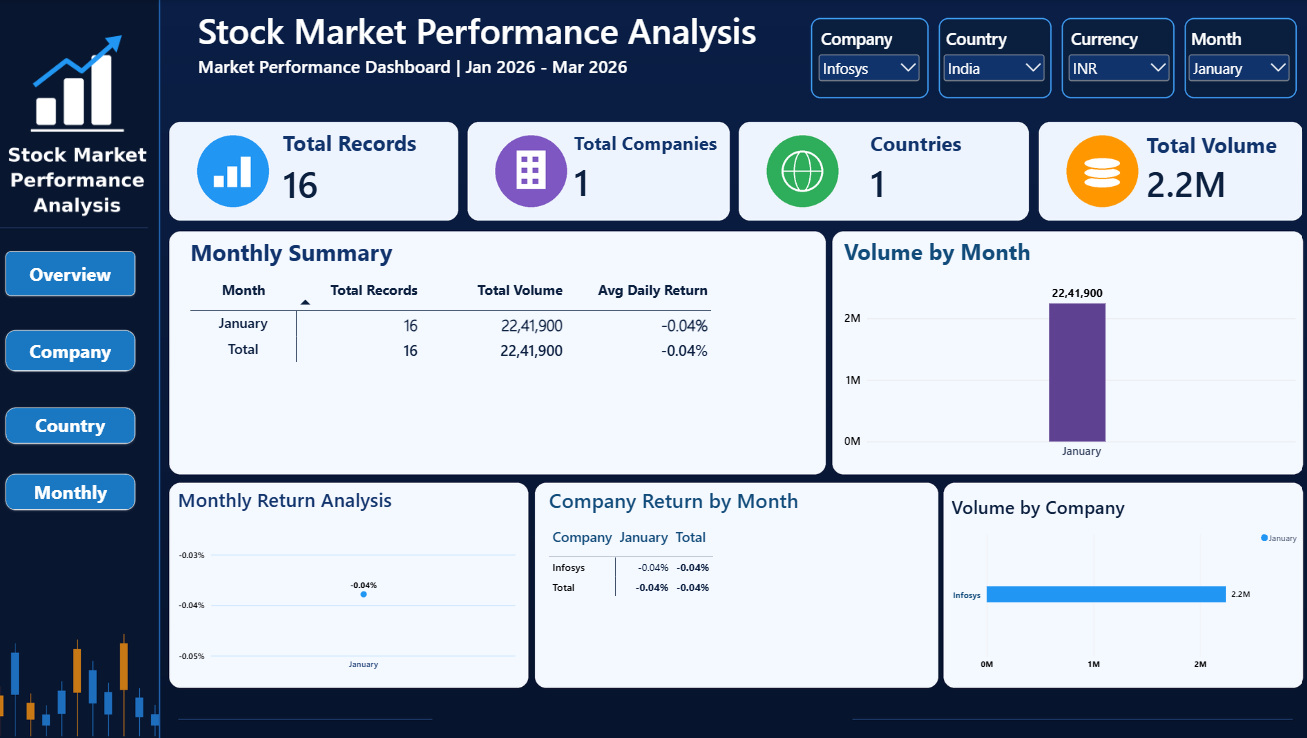 Stock Market
Performance
Analysis
Overview
Company
Country
Monthly
Stock Market Performance Analysis
Market Performance Dashboard | Jan 2026 - Mar 2026
Company
Infosys
Country
India
Currency
INR
Month
January
Total Records
16
Total Companies
1
Countries
1
Total Volume
2.2M
Monthly Summary
Month Total Records Total Volume Avg Daily Return
January 16 22,41,900 -0.04%
Total 16 22,41,900 -0.04%
Volume by Month
22,41,900
2M
1M
0M
January
Monthly Return Analysis
-0.03%
-0.04%
-0.04%
-0.05%
January
Company Return by Month
Company January Total
Infosys -0.04% -0.04%
Total -0.04% -0.04%
Volume by Company
January
Infosys 2.2M
0M 1M 2M